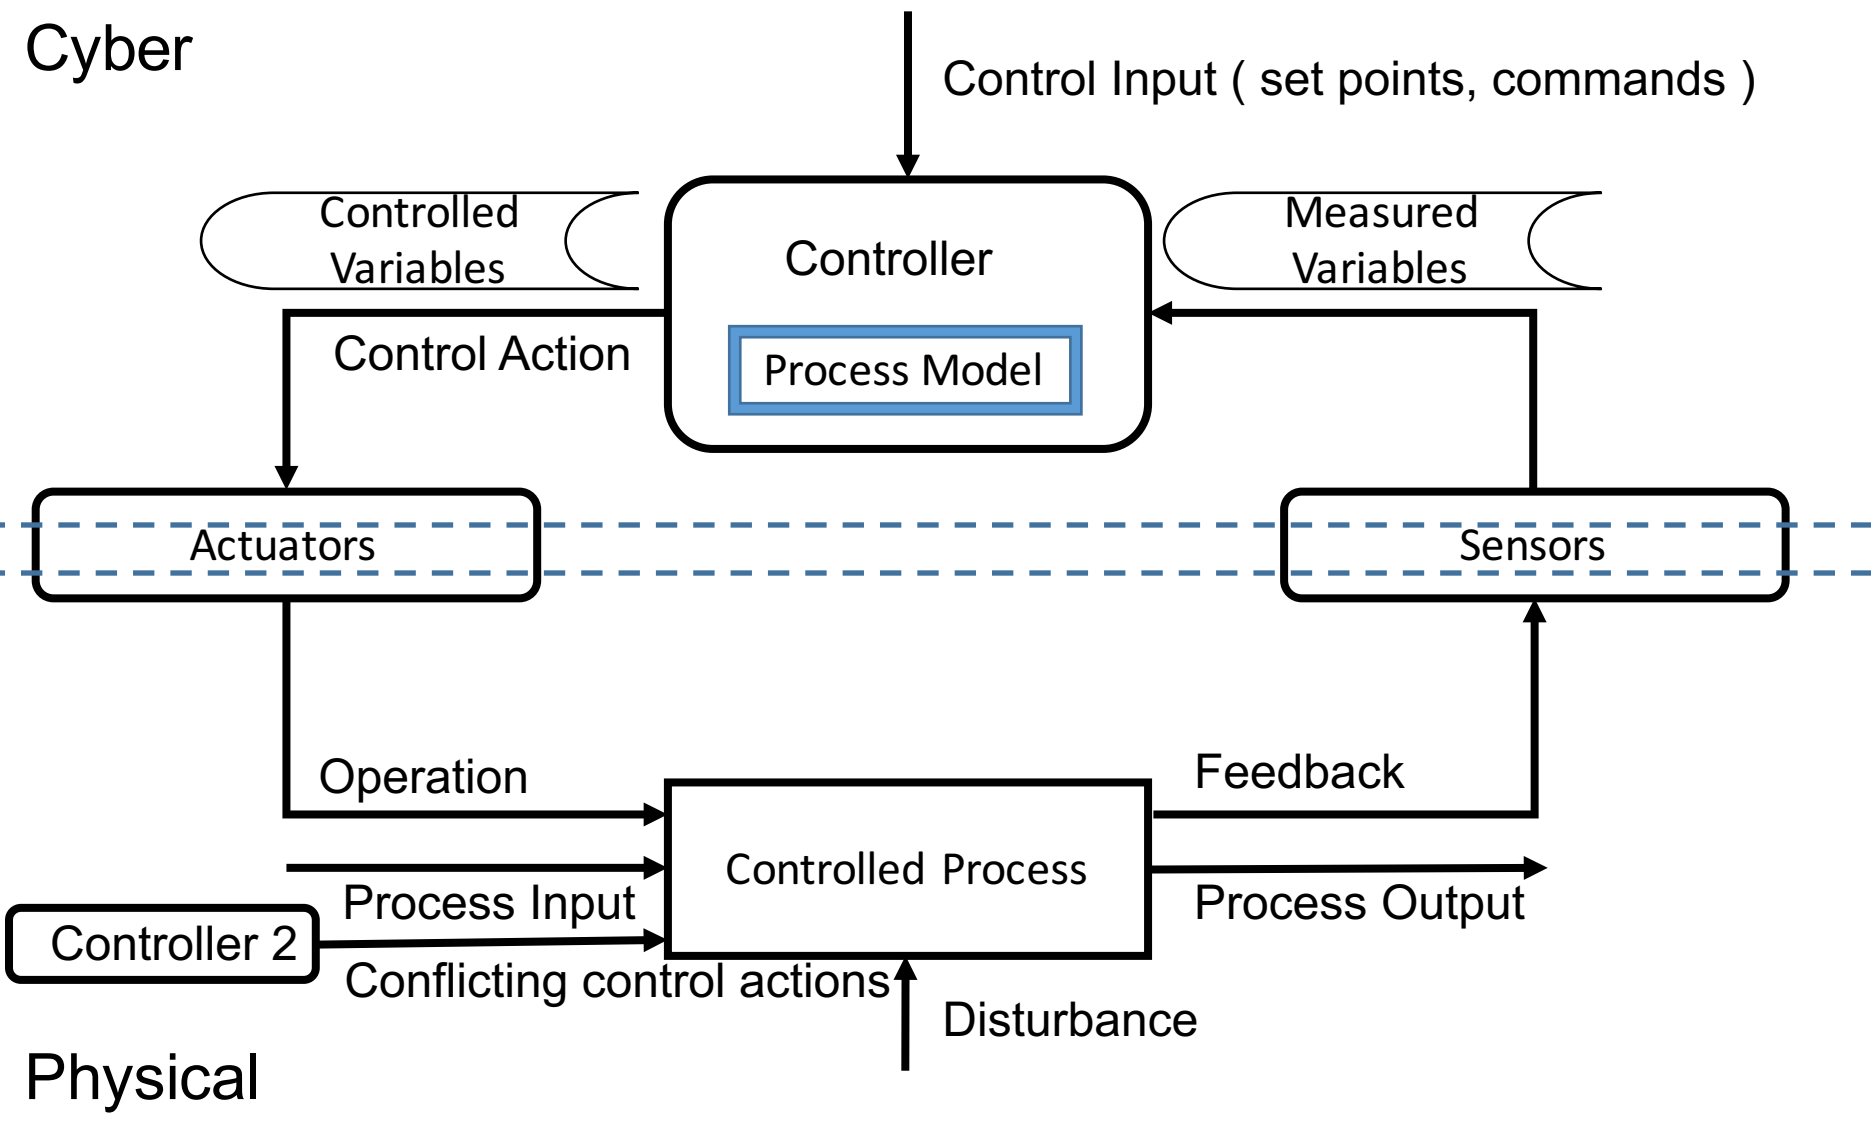 Cyber
Control Input ( set points, commands )
Controlled
Variables
Controller
Measured
Variables
Control Action
Process Model
Actuators
Sensors
Operation
Feedback
Controlled Process
Process Input
Process Output
Controller 2
Conflicting control actions
Disturbance
Physical